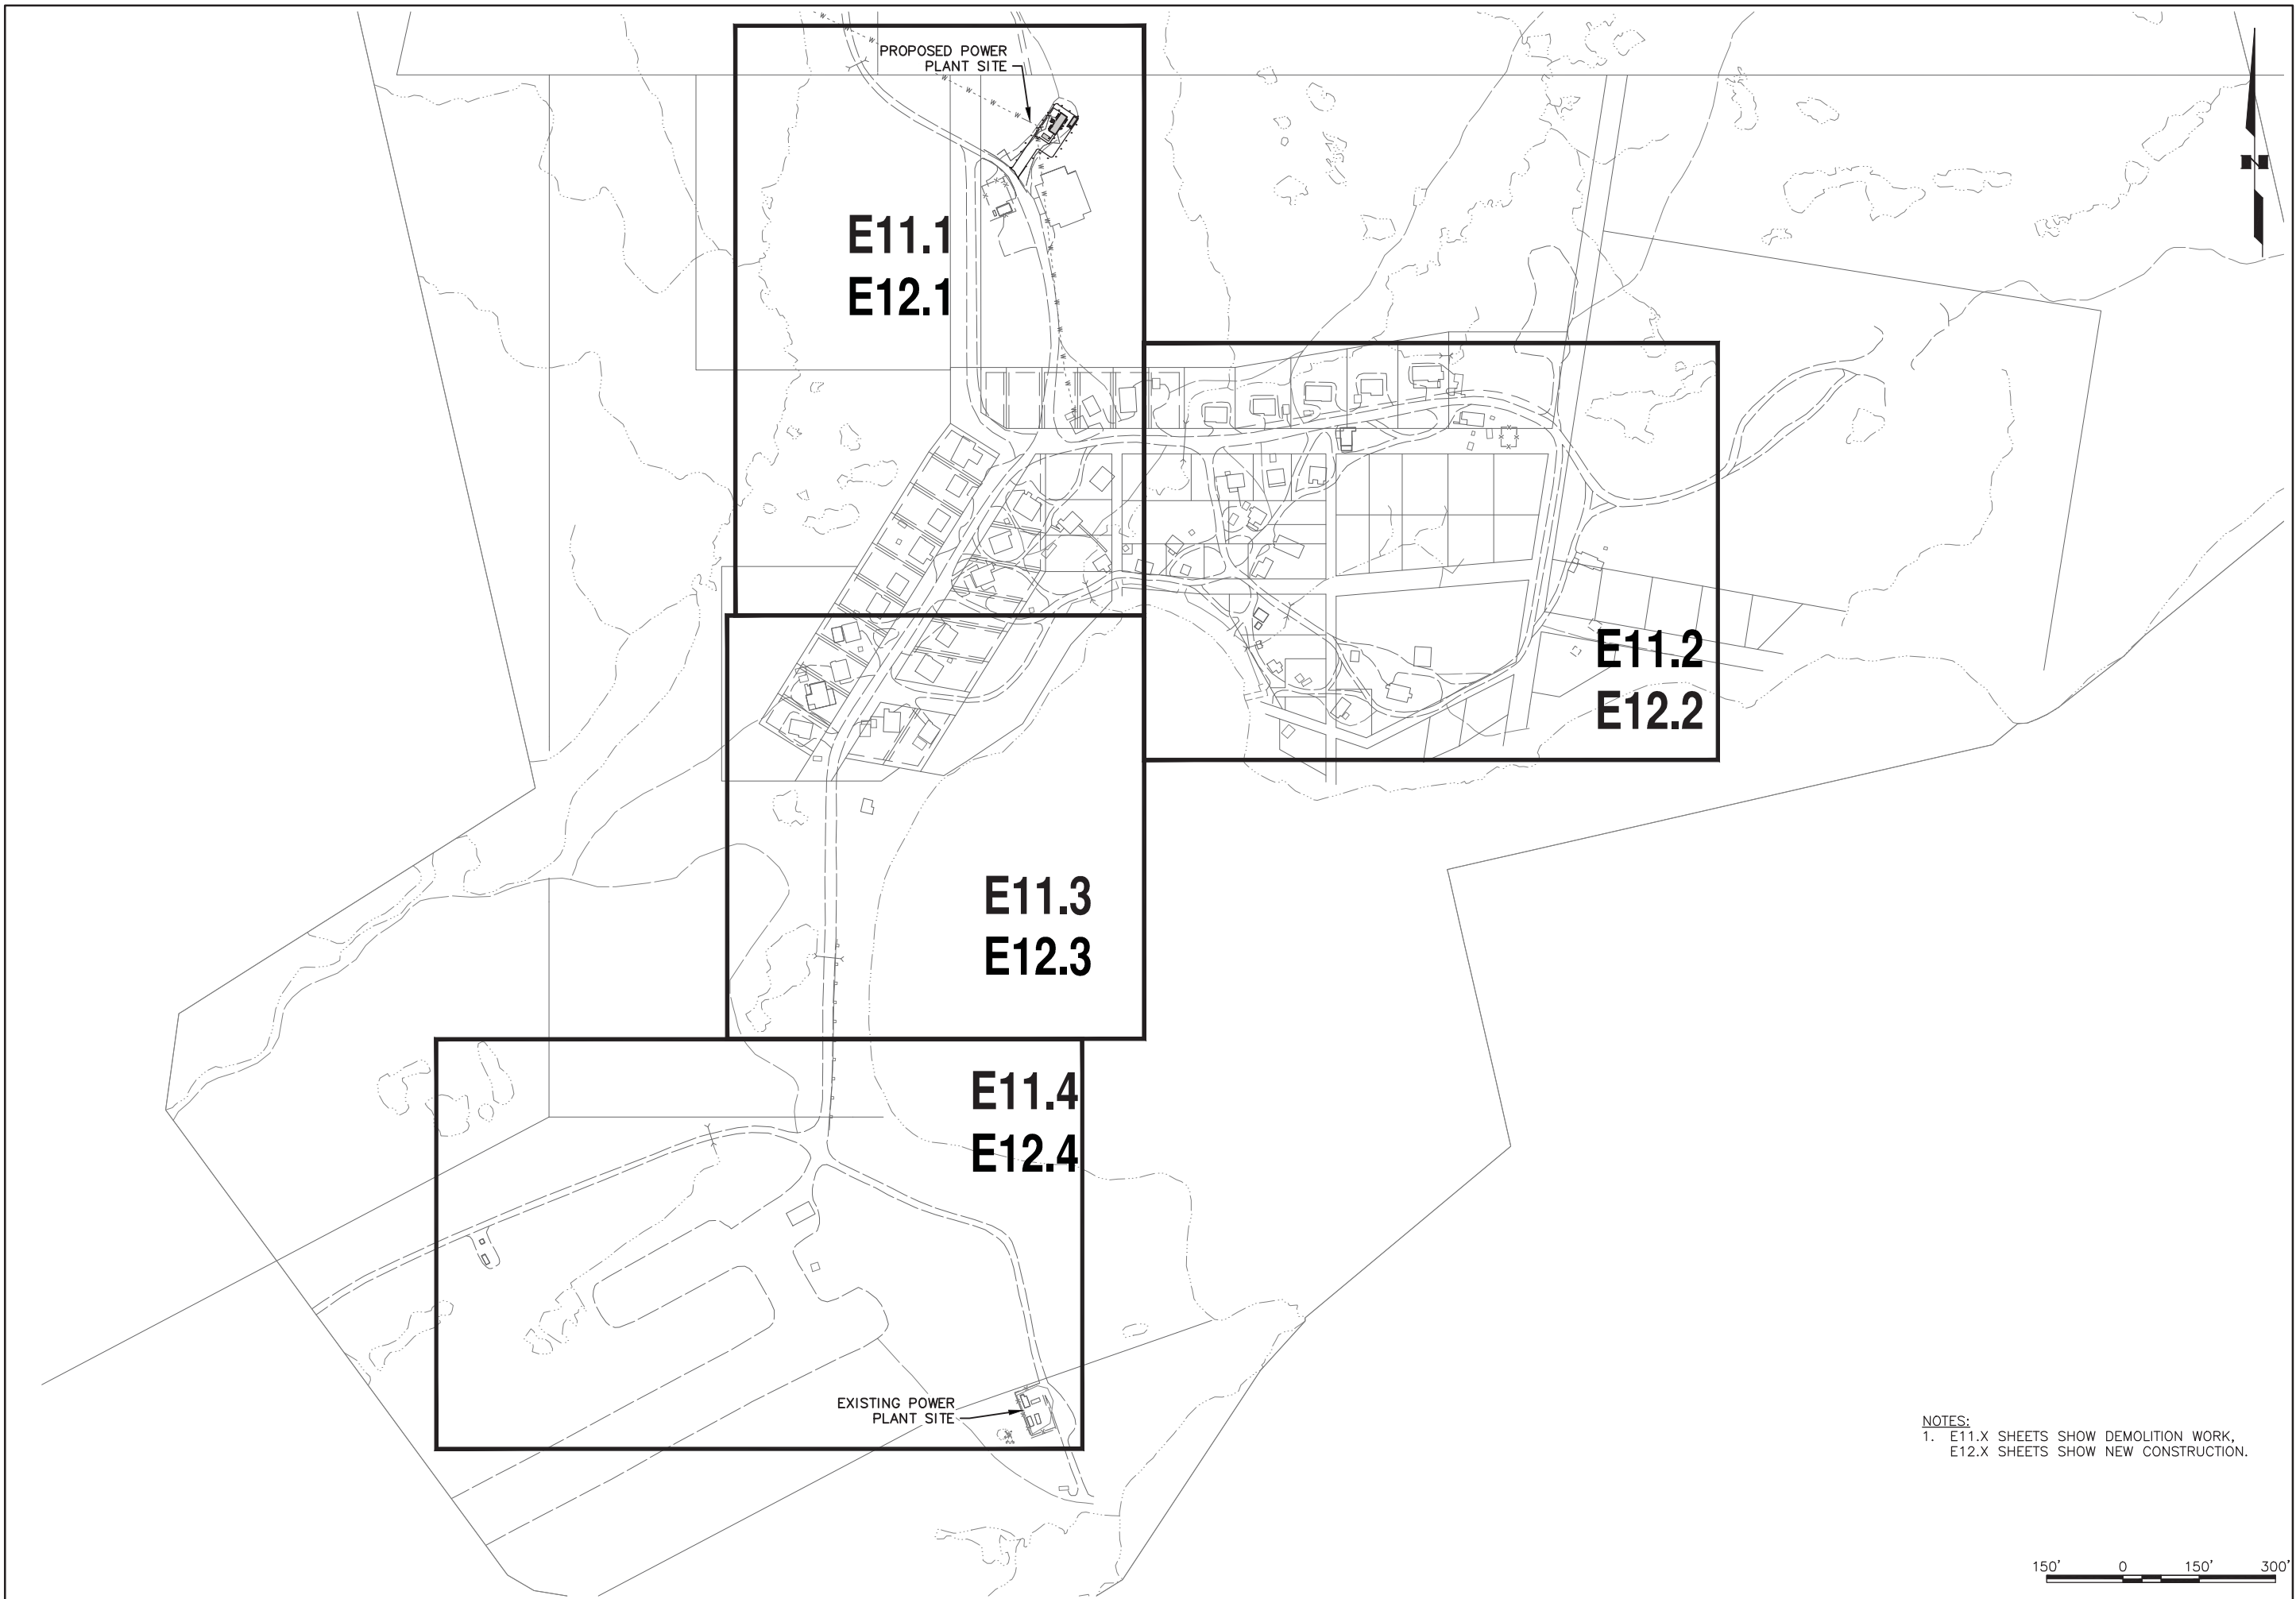 PROPOSED POWER
PLANT SITE
N
E11.1
E12.1
E11.2
E12.2
E11.3
E12.3
E11.4
E12.4
EXISTING POWER
PLANT SITE
NOTES:
1. E11.X SHEETS SHOW DEMOLITION WORK,
E12.X SHEETS SHOW NEW CONSTRUCTION.
150' 0 150' 300'